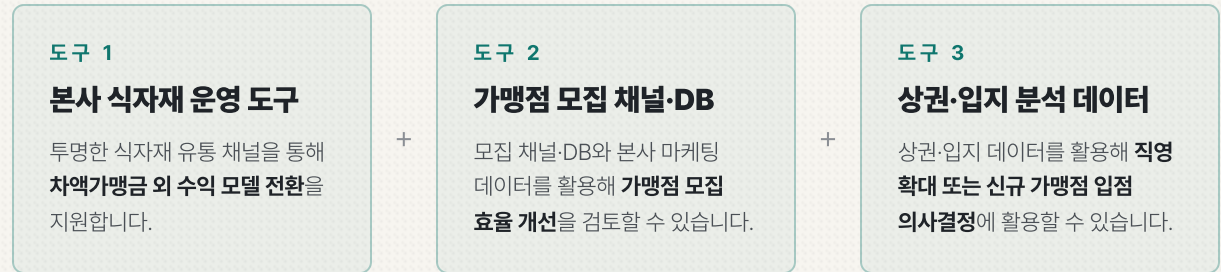 도구 1
본사 식자재 운영 도구
투명한 식자재 유통 채널을 통해
차액가맹금 외 수익 모델 전환을
지원합니다.
+
도구 2
가맹점 모집 채널·DB
모집 채널·DB와 본사 마케팅
데이터를 활용해 가맹점 모집
효율 개선을 검토할 수 있습니다.
+
도구 3
상권·입지 분석 데이터
상권·입지 데이터를 활용해 직영
확대 또는 신규 가맹점 입점
의사결정에 활용할 수 있습니다.